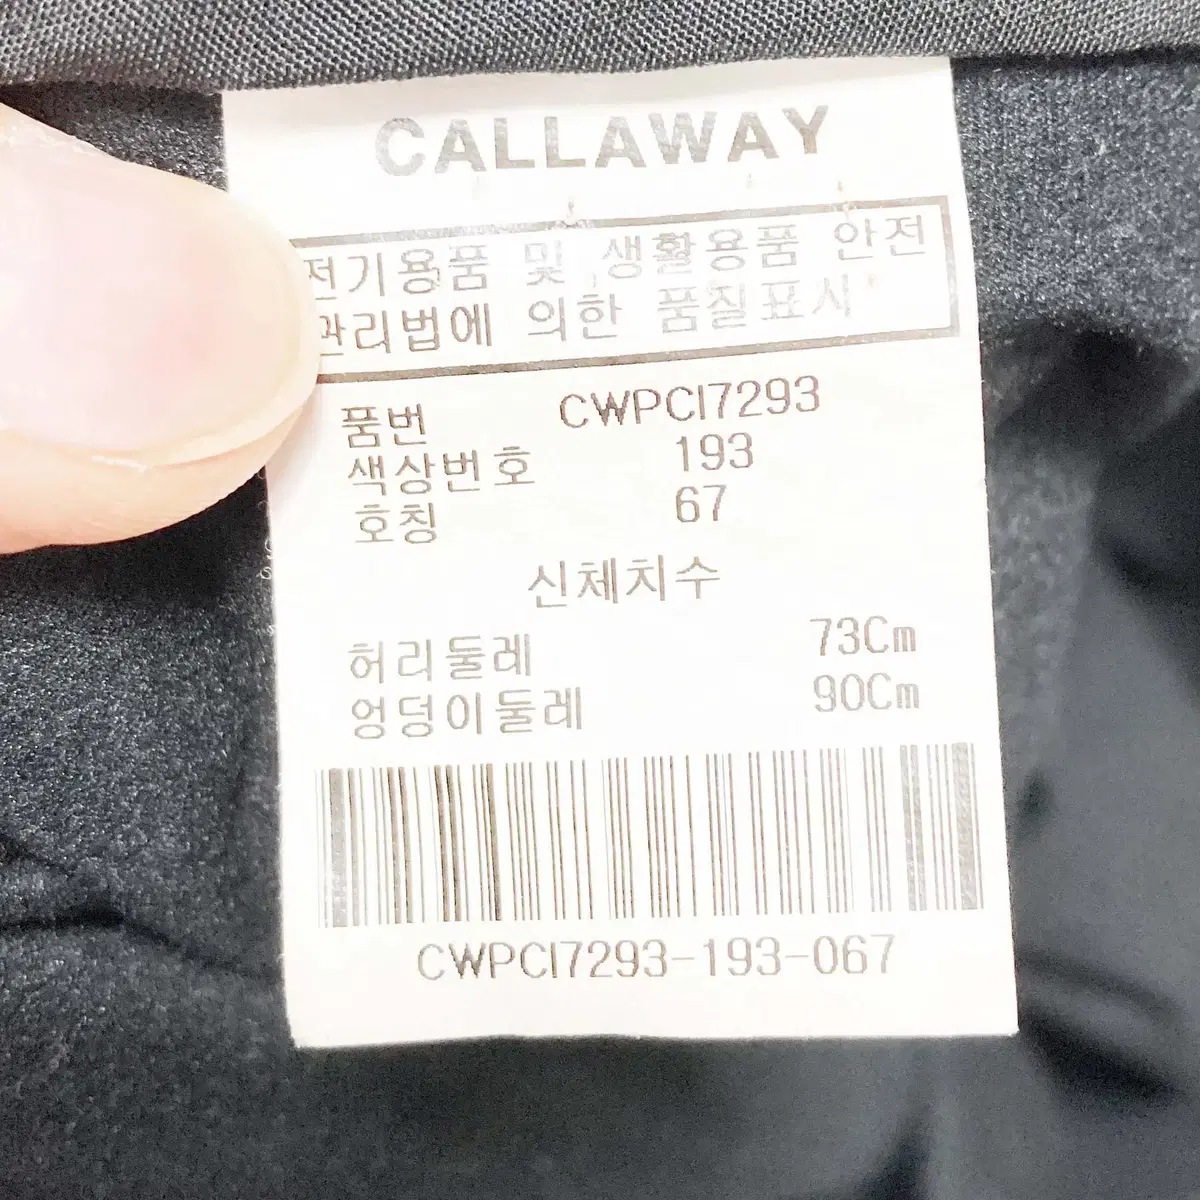 CALLAWAY
전기용품 및 생활용품 안전
관리법에 의한 품질표시
품번 CWPCI7293
색상번호 193
호칭 67
신체치수
허리둘레 73Cm
엉덩이둘레 90Cm
CWPCI7293-193-067